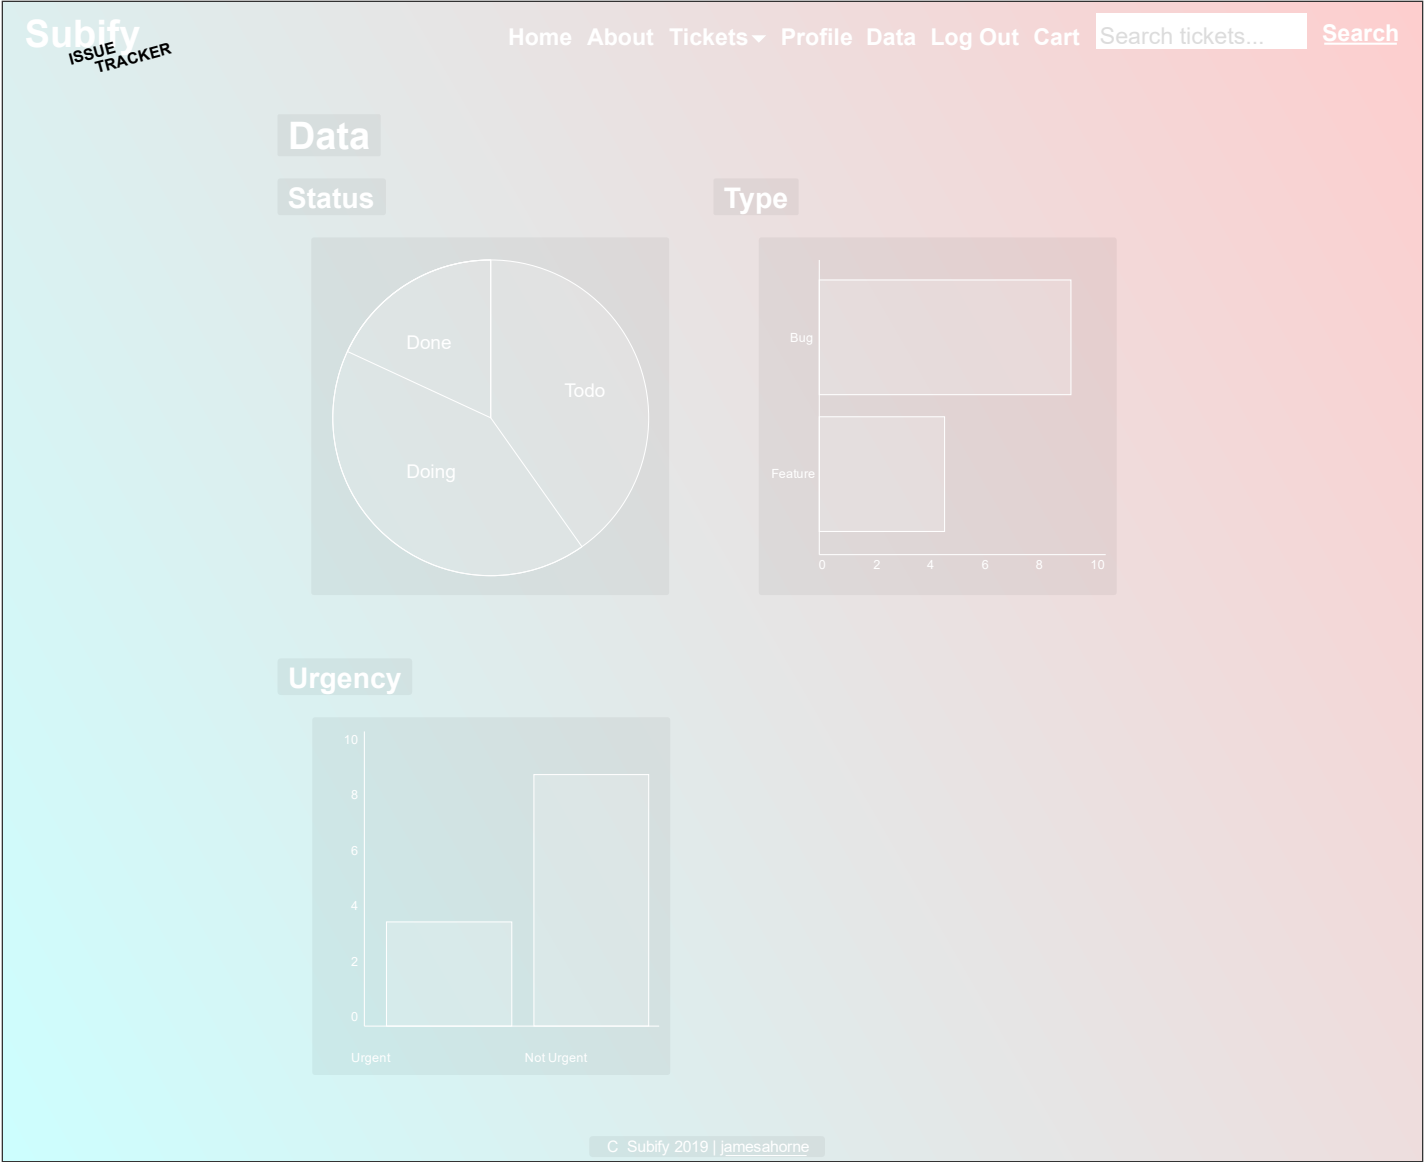 Subify
ISSUE
TRACKER
Home About Tickets Profile Data Log Out Cart Search tickets... Search
Data
Status
Type
Done
Todo
Doing
Bug
Feature
0 2 4 6 8 10
Urgency
10
8
6
4
2
0
Urgent Not Urgent
C Subify 2019 | jamesahorne